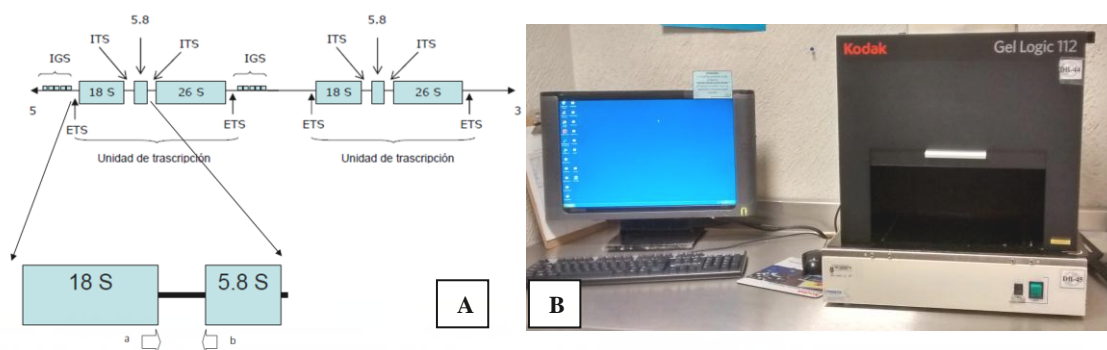 5.8
5.8
ITS
ITS
ITS
ITS
IGS
IGS
18 S
26 S
18 S
26 S
5
3
ETS
ETS
ETS
ETS
Unidad de trascripción
Unidad de trascripción
18 S
5.8 S
a
b
A
B
Kodak
Gel Logic 112